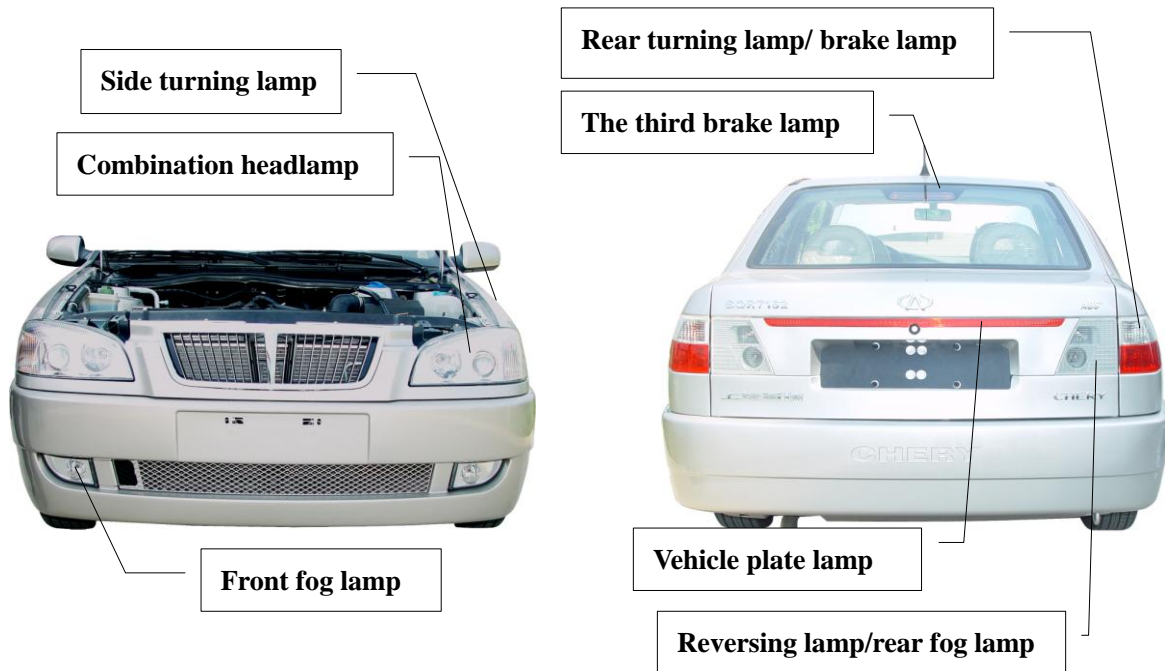 Side turning lamp
Combination headlamp
Front fog lamp
Rear turning lamp/ brake lamp
The third brake lamp
SQR7162
CHERY
CHERY
Vehicle plate lamp
Reversing lamp/rear fog lamp